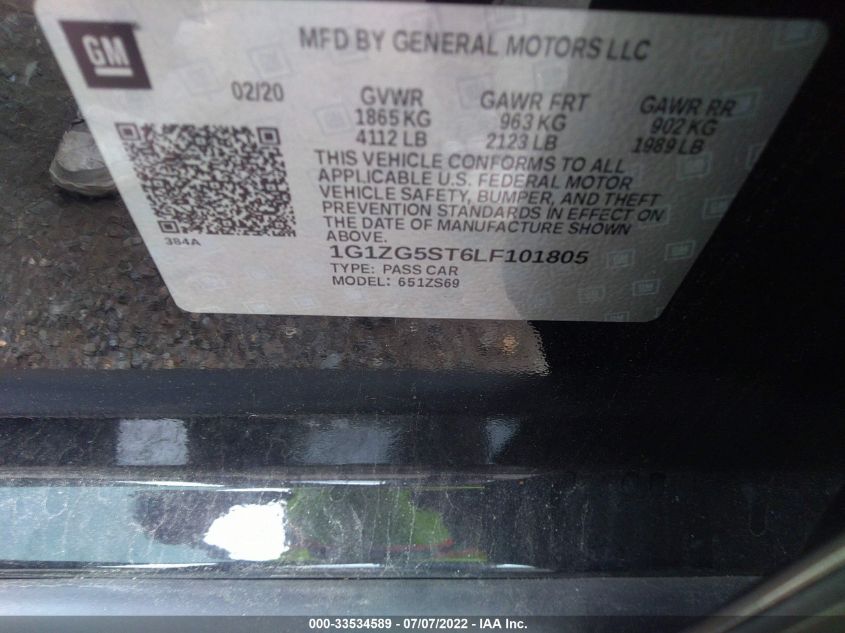 GM
MFD BY GENERAL MOTORS LLC
02/20 GVWR GAWR FRT GAWR RR
1865 KG 963 KG 902 KG
4112 LB 2123 LB 1989 LB
THIS VEHICLE CONFORMS TO ALL
APPLICABLE U.S. FEDERAL MOTOR
VEHICLE SAFETY, BUMPER, AND THEFT
PREVENTION STANDARDS IN EFFECT ON
THE DATE OF MANUFACTURE SHOWN
ABOVE.
384A
1G1ZG5ST6LF101805
TYPE: PASS CAR
MODEL: 651ZS69
000-33534589 - 07/07/2022 - IAA Inc.